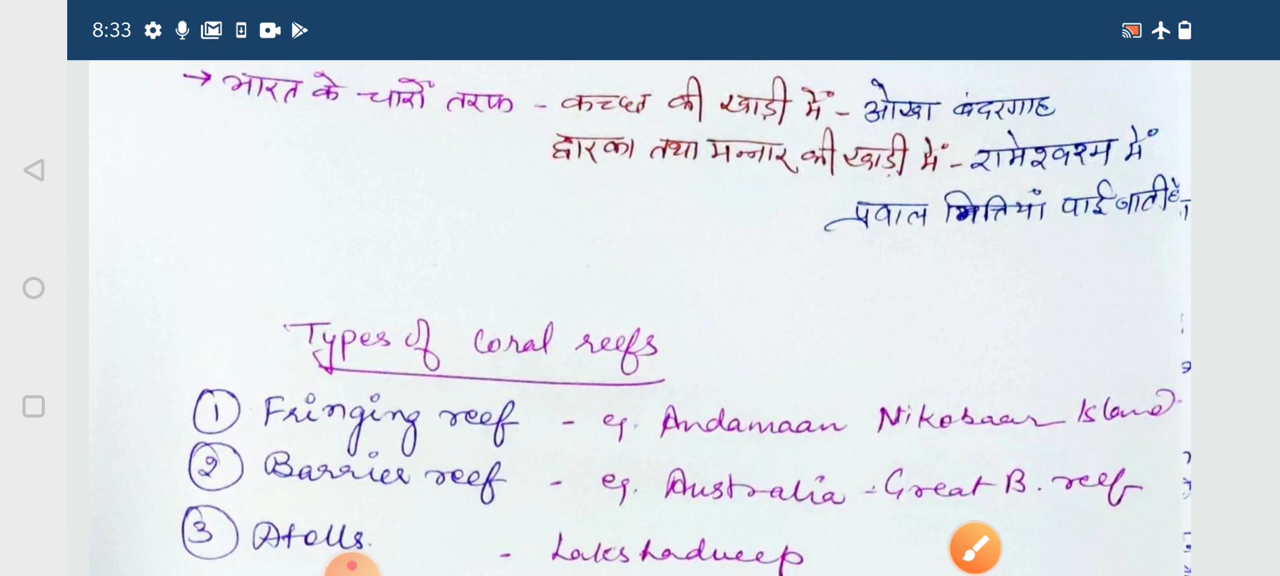 8:33
→ भारत के चारों तरफ - कच्छ की खाड़ी में - ओखा बंदरगाह
द्वारका तथा मन्नार की खाड़ी में - रामेश्वरम में
प्रवाल भित्तियाँ पाई जाती हैं।
Types of coral reefs
① Fringing reef - eg. Andamaan Nikobaar Island
② Barrier reef - eg. Australia - Great B. reef
③ Atolls. - Lakshadweep